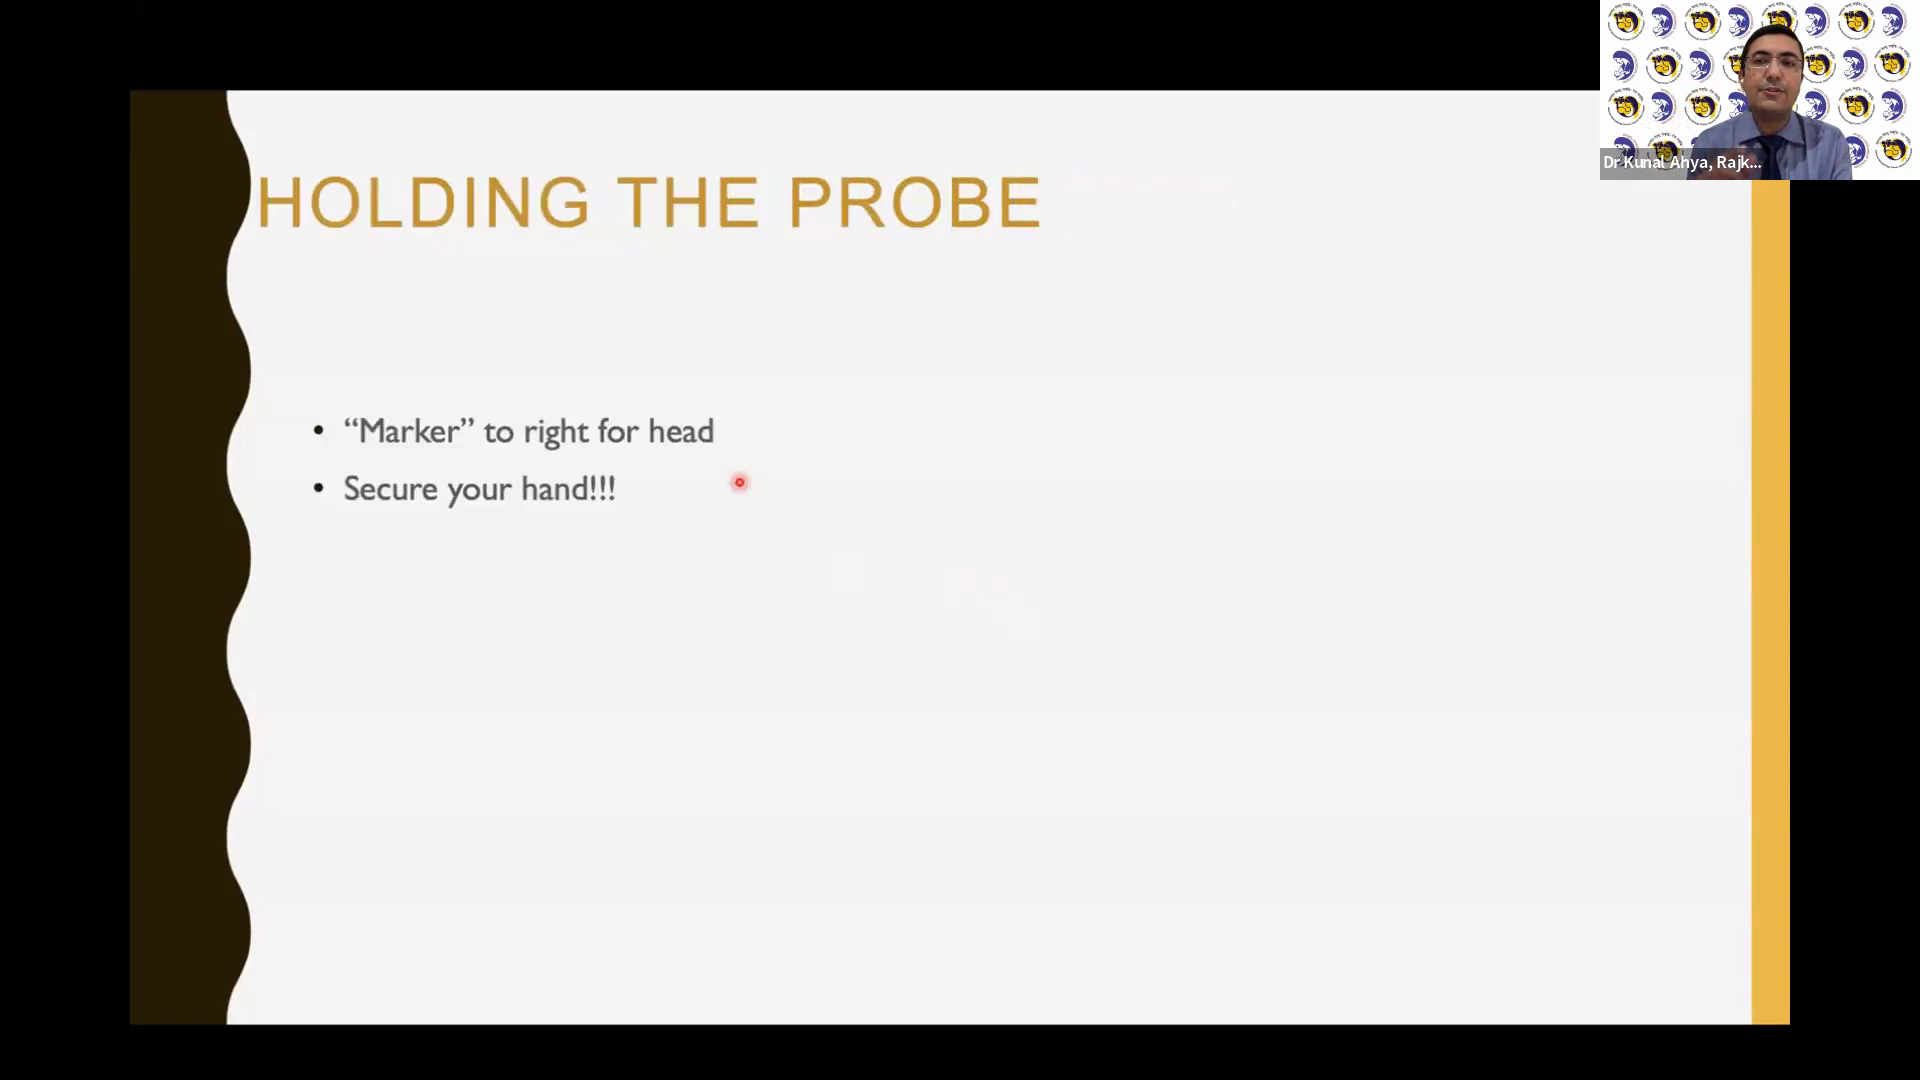 HOLDING THE PROBE
• “Marker” to right for head
• Secure your hand!!!
Dr Kunal Ahya, Rajk...